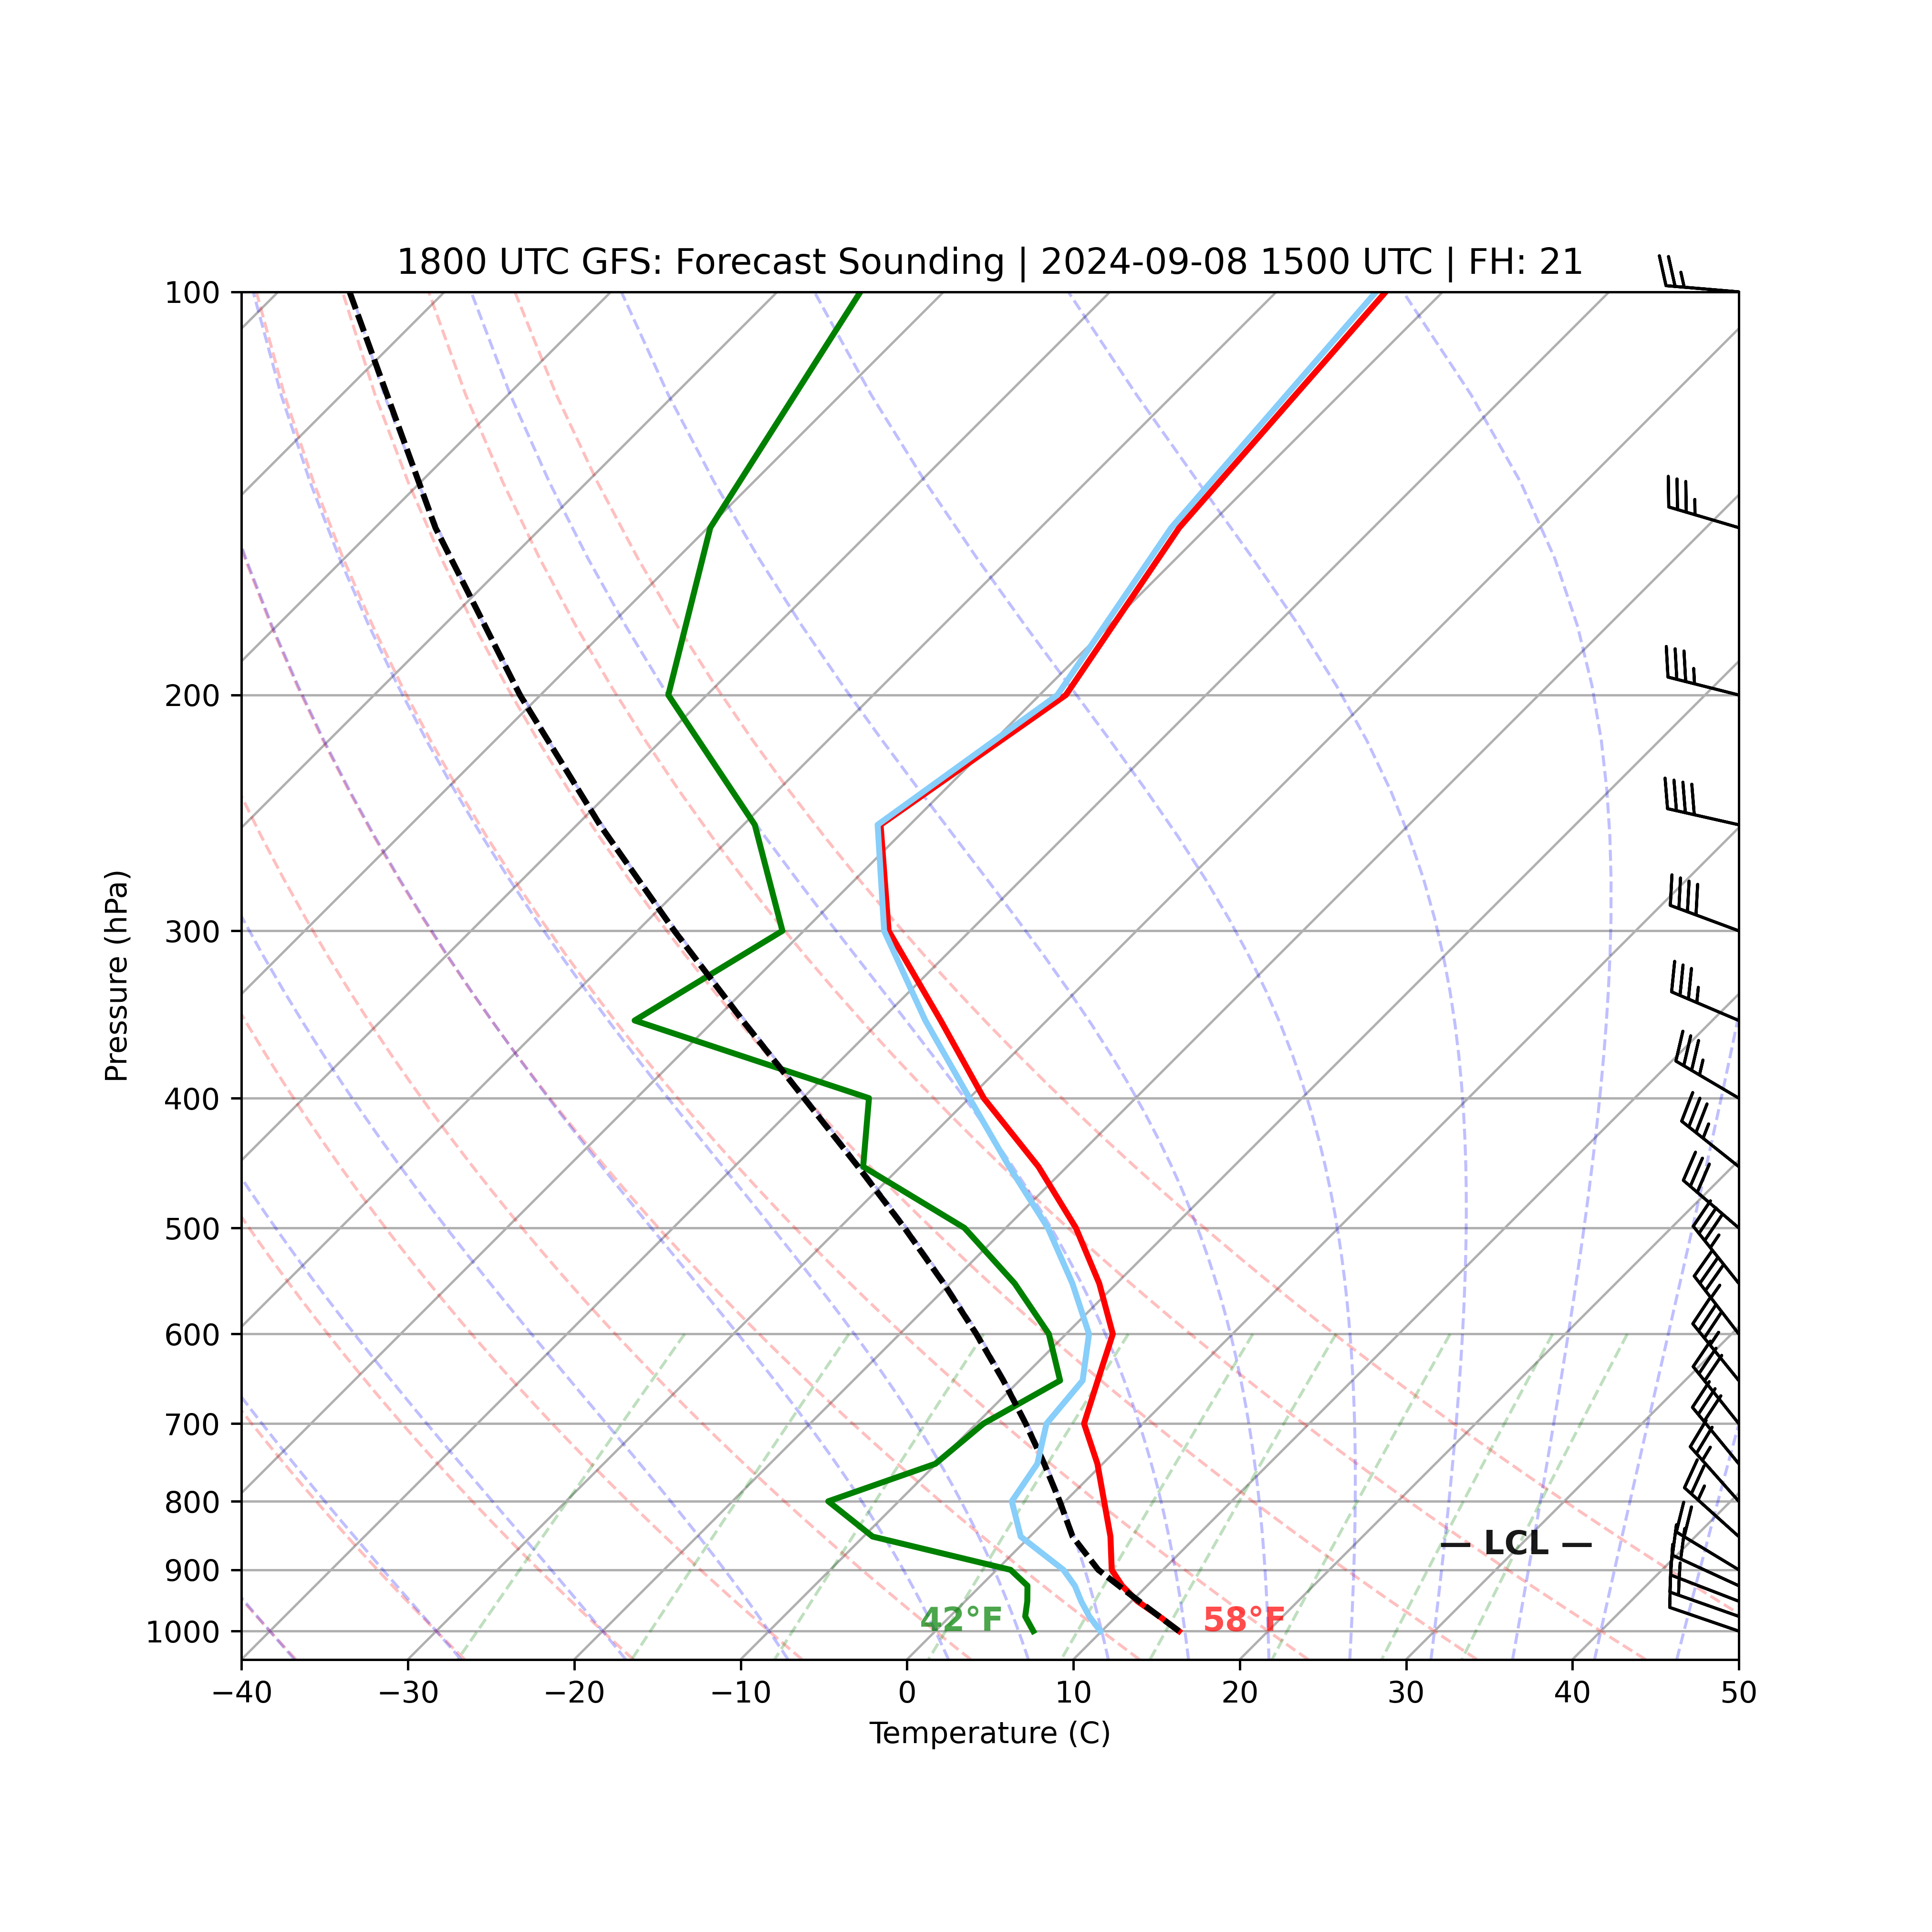 1800 UTC GFS: Forecast Sounding | 2024-09-08 1500 UTC | FH: 21
100
200
300
400
500
600
700
800
900
1000
Pressure (hPa)
— LCL —
42°F
58°F
−40 −30 −20 −10 0 10 20 30 40 50
Temperature (C)